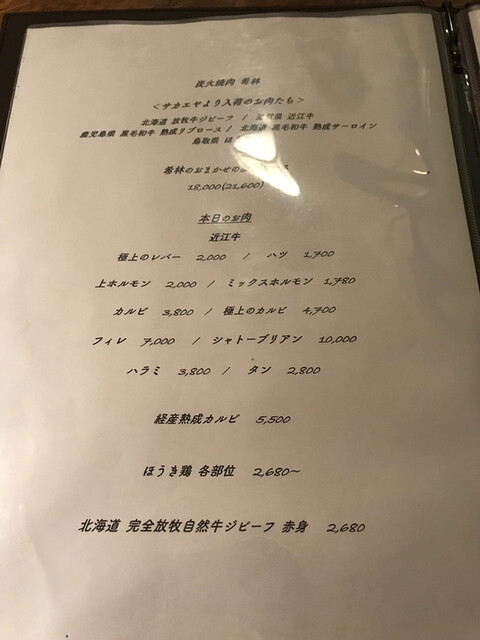 炭火焼肉 希林
＜サカエヤより入荷のお肉たち＞
北海道 放牧牛ジビーフ / 県 近江牛
鹿児島県 黒毛和牛 熟成リブロース / 北海道 黒毛和牛 熟成サーロイン
鳥取県 ほ
希林のおまかせの ース
18,000(21,600)
本日のお肉
近江牛
極上のレバー 2,000 / ハツ 1,700
上ホルモン 2,000 / ミックスホルモン 1,780
カルビ 3,800 / 極上のカルビ 4,700
フィレ 7,000 / シャトーブリアン 10,000
ハラミ 3,800 / タン 2,800
経産熟成カルビ 5,500
ほうき鶏 各部位 2,680～
北海道 完全放牧自然牛ジビーフ 赤身 2,680